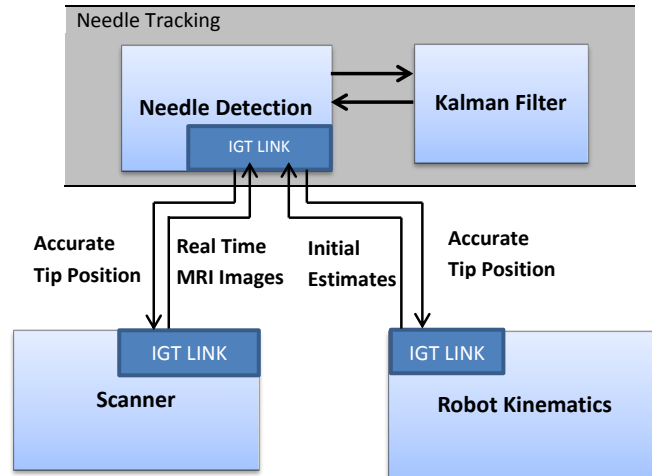 Needle Tracking
Needle Detection
Kalman Filter
IGT LINK
Accurate
Tip Position
Real Time
MRI Images
Initial
Estimates
Accurate
Tip Position
IGT LINK
Scanner
IGT LINK
Robot Kinematics